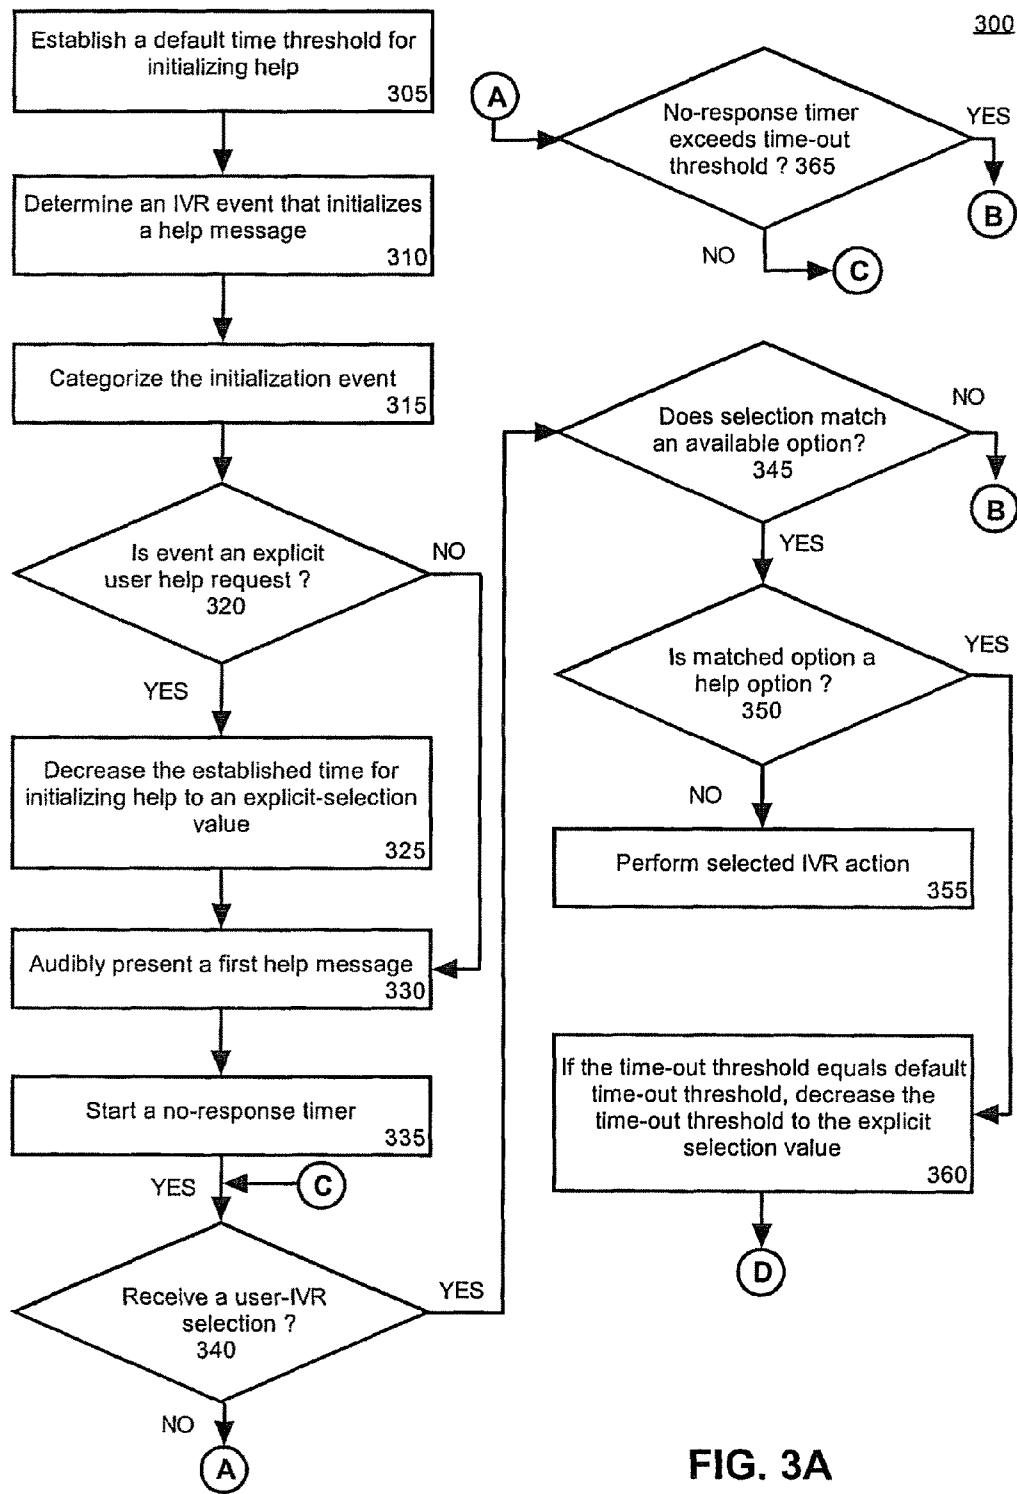 300
Establish a default time threshold for
initializing help
305
Determine an IVR event that initializes
a help message
310
Categorize the initialization event
315
Is event an explicit
user help request ?
320
NO
YES
Decrease the established time for
initializing help to an explicit-selection
value
325
Audibly present a first help message
330
Start a no-response timer
335
YES
C
Receive a user-IVR
selection ?
340
YES
NO
A
A
No-response timer
exceeds time-out
threshold ? 365
YES
B
NO
C
Does selection match
an available option?
345
NO
B
YES
Is matched option a
help option ?
350
YES
NO
Perform selected IVR action
355
If the time-out threshold equals default
time-out threshold, decrease the
time-out threshold to the explicit
selection value
360
D
FIG. 3A